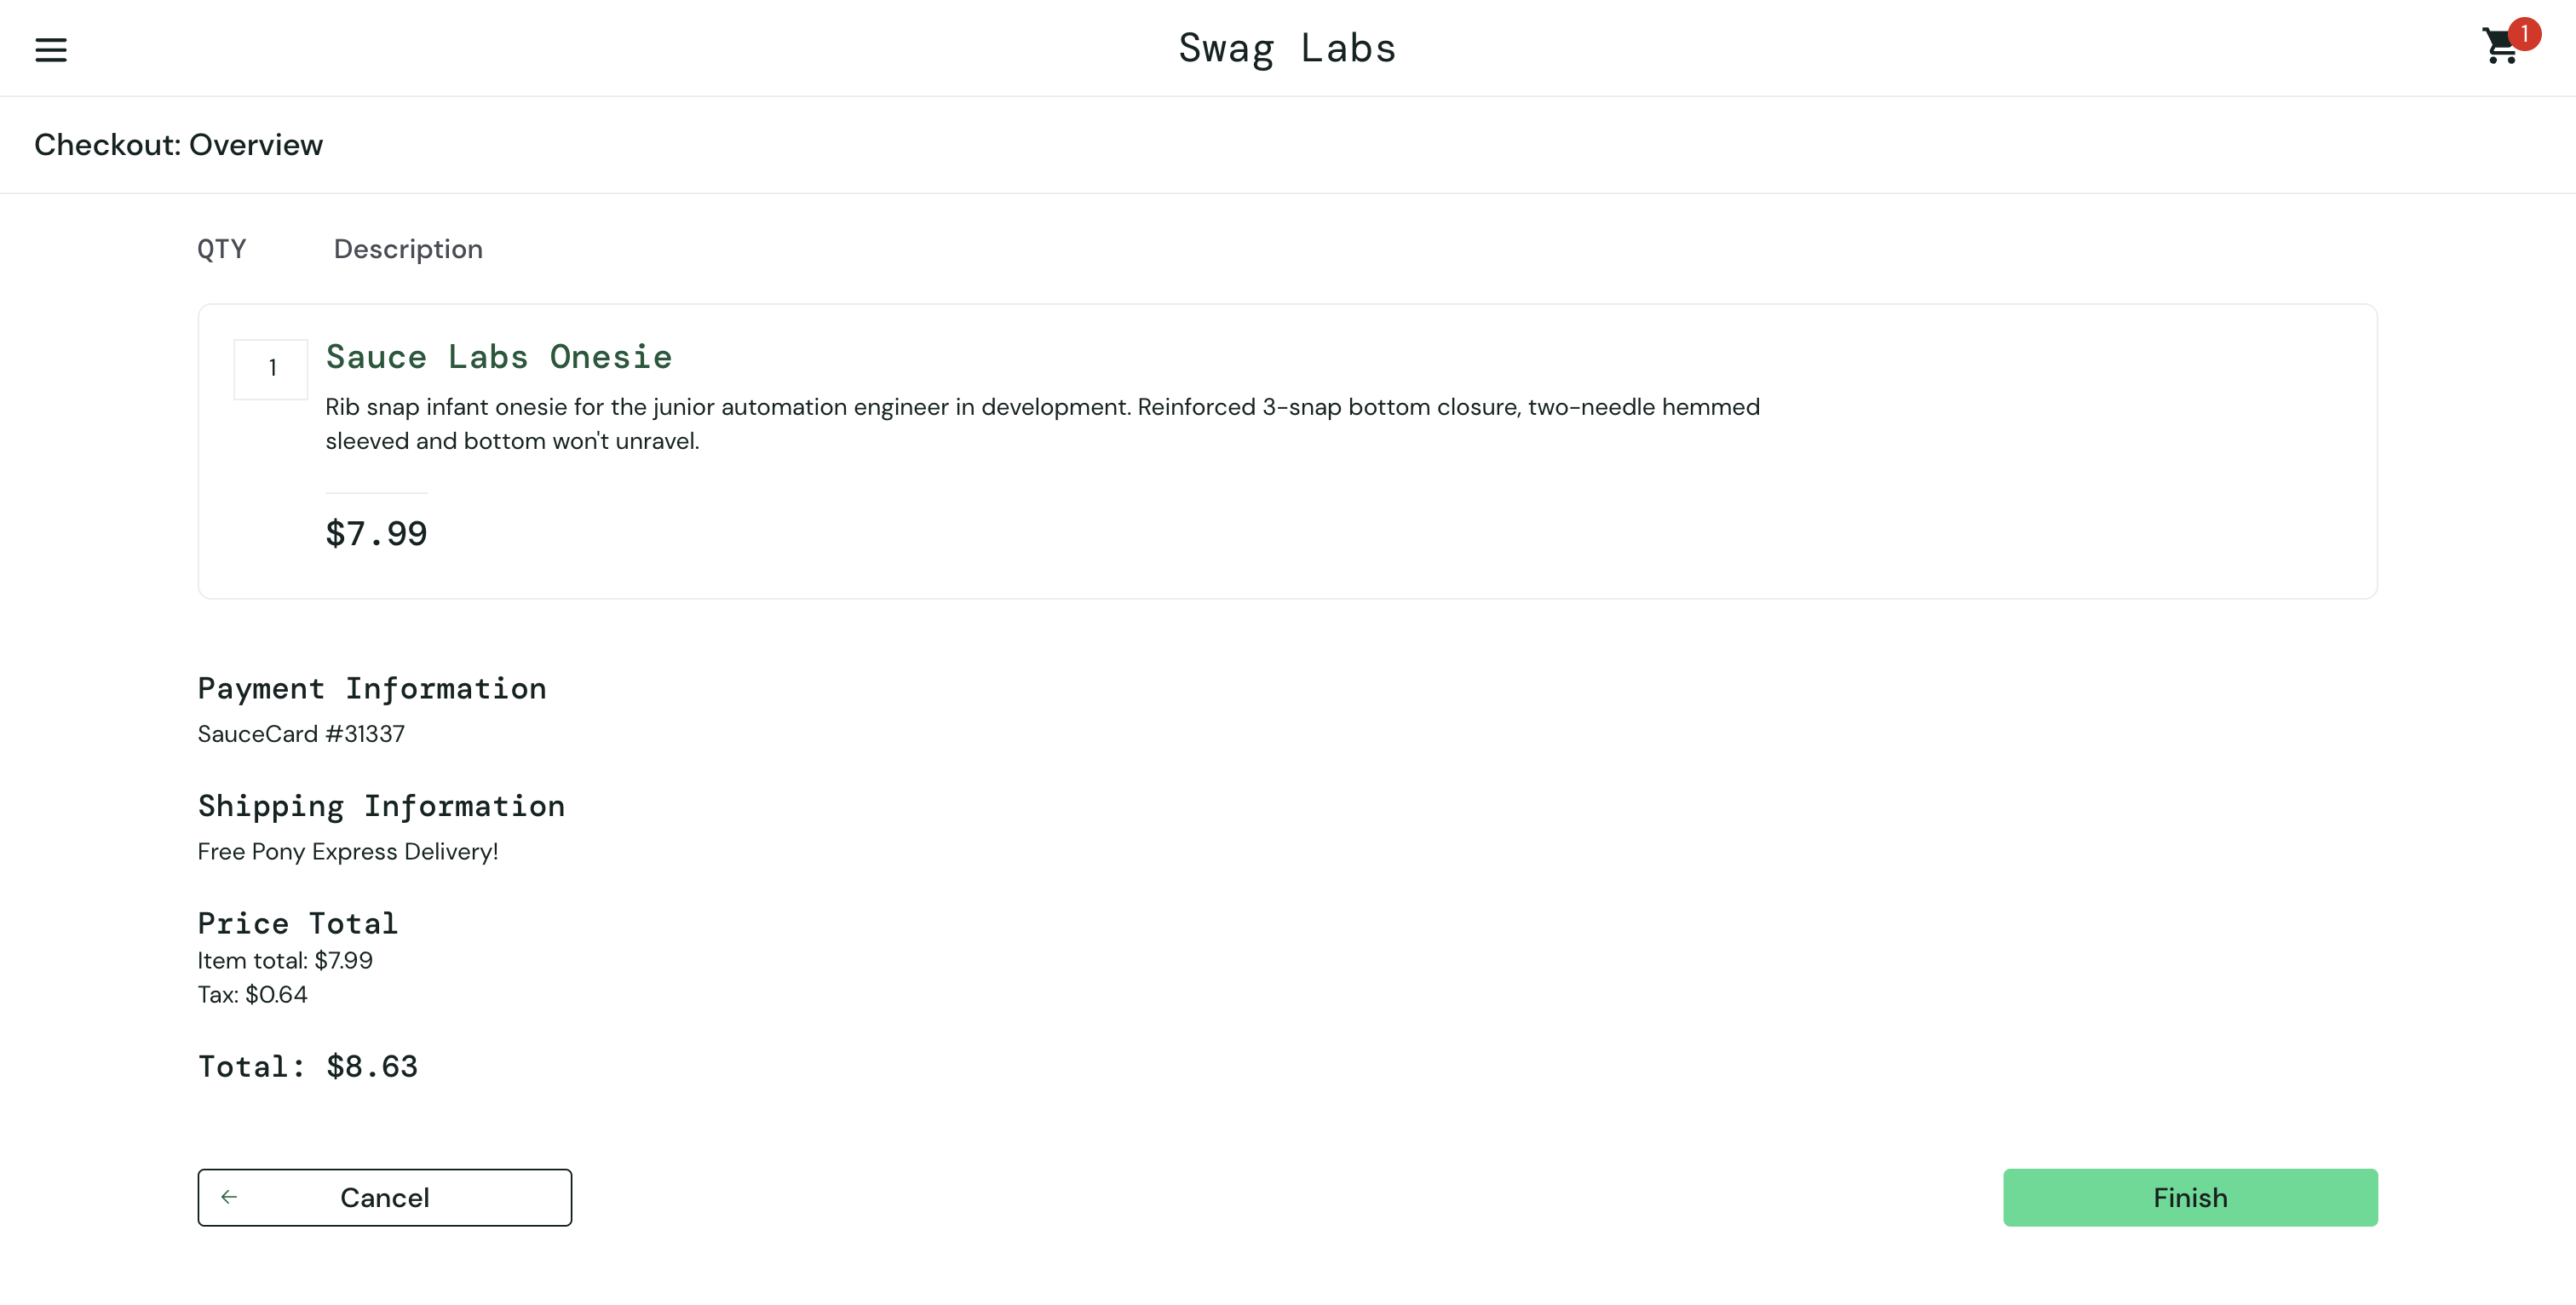 Swag Labs
1
Checkout: Overview
QTY Description
1
Sauce Labs Onesie
Rib snap infant onesie for the junior automation engineer in development. Reinforced 3-snap bottom closure, two-needle hemmed
sleeved and bottom won't unravel.
$7.99
Payment Information
SauceCard #31337
Shipping Information
Free Pony Express Delivery!
Price Total
Item total: $7.99
Tax: $0.64
Total: $8.63
Cancel
Finish